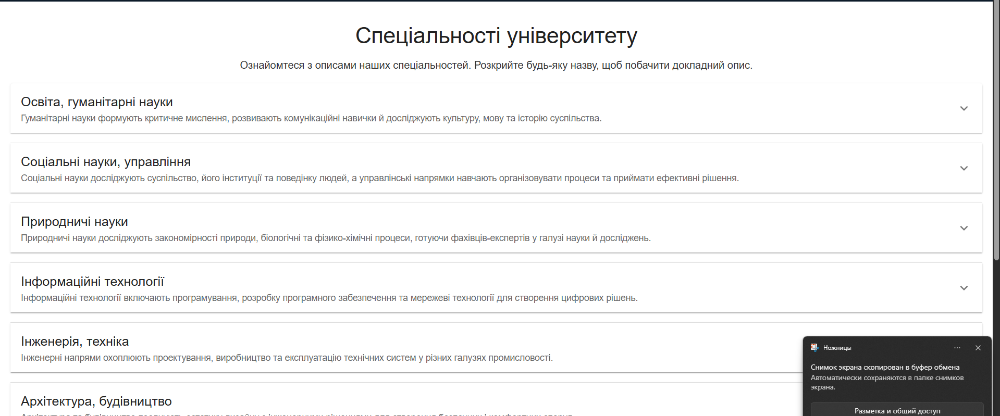 Спеціальності університету
Ознайомтеся з описами наших спеціальностей. Розкрийте будь-яку назву, щоб побачити докладний опис.
Освіта, гуманітарні науки
Гуманітарні науки формують критичне мислення, розвивають комунікаційні навички й досліджують культуру, мову та історію суспільства.
Соціальні науки, управління
Соціальні науки досліджують суспільство, його інституції та поведінку людей, а управлінські напрямки навчають організовувати процеси та приймати ефективні рішення.
Природничі науки
Природничі науки досліджують закономірності природи, біологічні та фізико-хімічні процеси, готуючи фахівців-експертів у галузі науки й досліджень.
Інформаційні технології
Інформаційні технології включають програмування, розробку програмного забезпечення та мережеві технології для створення цифрових рішень.
Інженерія, техніка
Інженерні напрями охоплюють проектування, виробництво та експлуатацію технічних систем у різних галузях промисловості.
Архітектура, будівництво
Ножницы
Снимок экрана скопирован в буфер обмена
Автоматически сохраняются в папке снимков
экрана.
Разметка и общий доступ